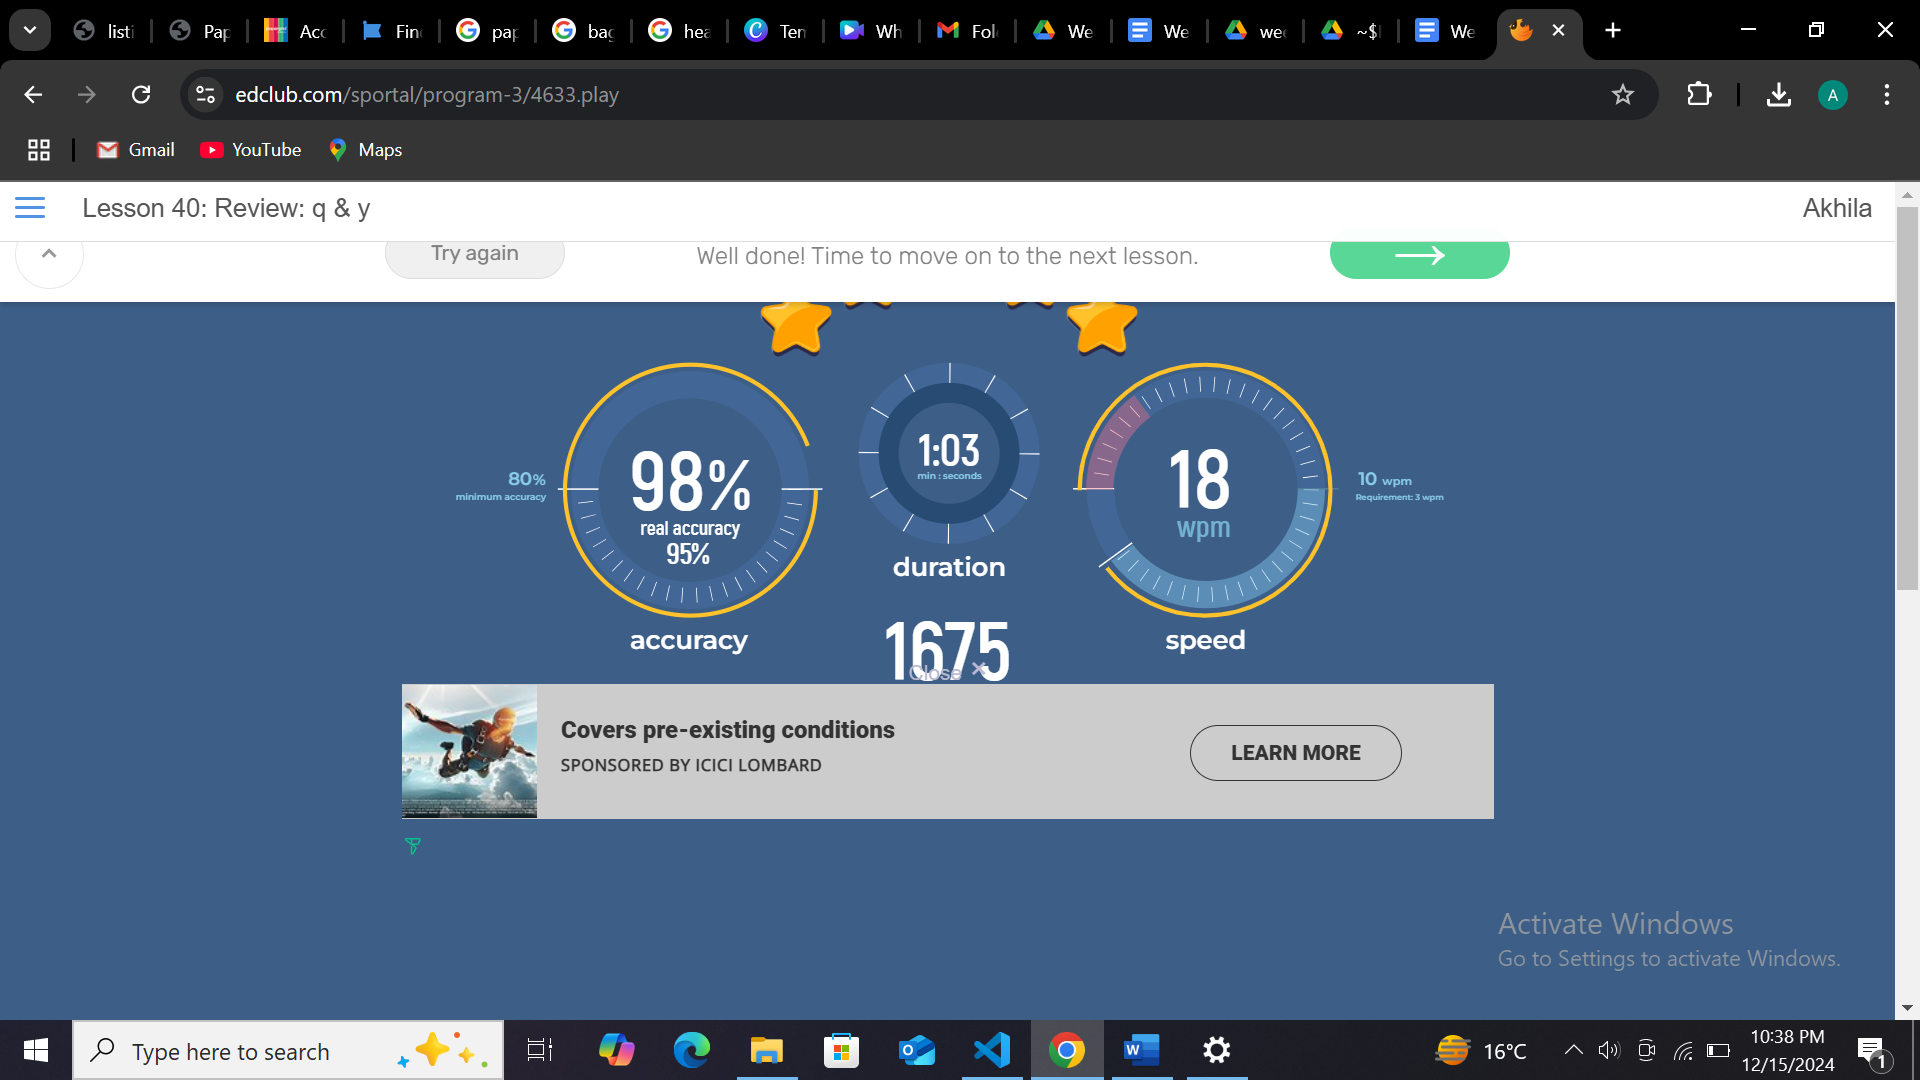 listi
Pap
Acc
Fin
pap
bag
hea
Ten
Wh
Fol
We
We
wee
~$
We
edclub.com/sportal/program-3/4633.play
A
Gmail
YouTube
Maps
Lesson 40: Review: q & y
Akhila
Try again
Well done! Time to move on to the next lesson.
80%
minimum accuracy
98%
real accuracy
95%
accuracy
1:03
min : seconds
duration
1675
18
wpm
speed
10 wpm
Requirement: 3 wpm
Close ×
Covers pre-existing conditions
SPONSORED BY ICICI LOMBARD
LEARN MORE
Activate Windows
Go to Settings to activate Windows.
Type here to search
16°C
10:38 PM
12/15/2024
1